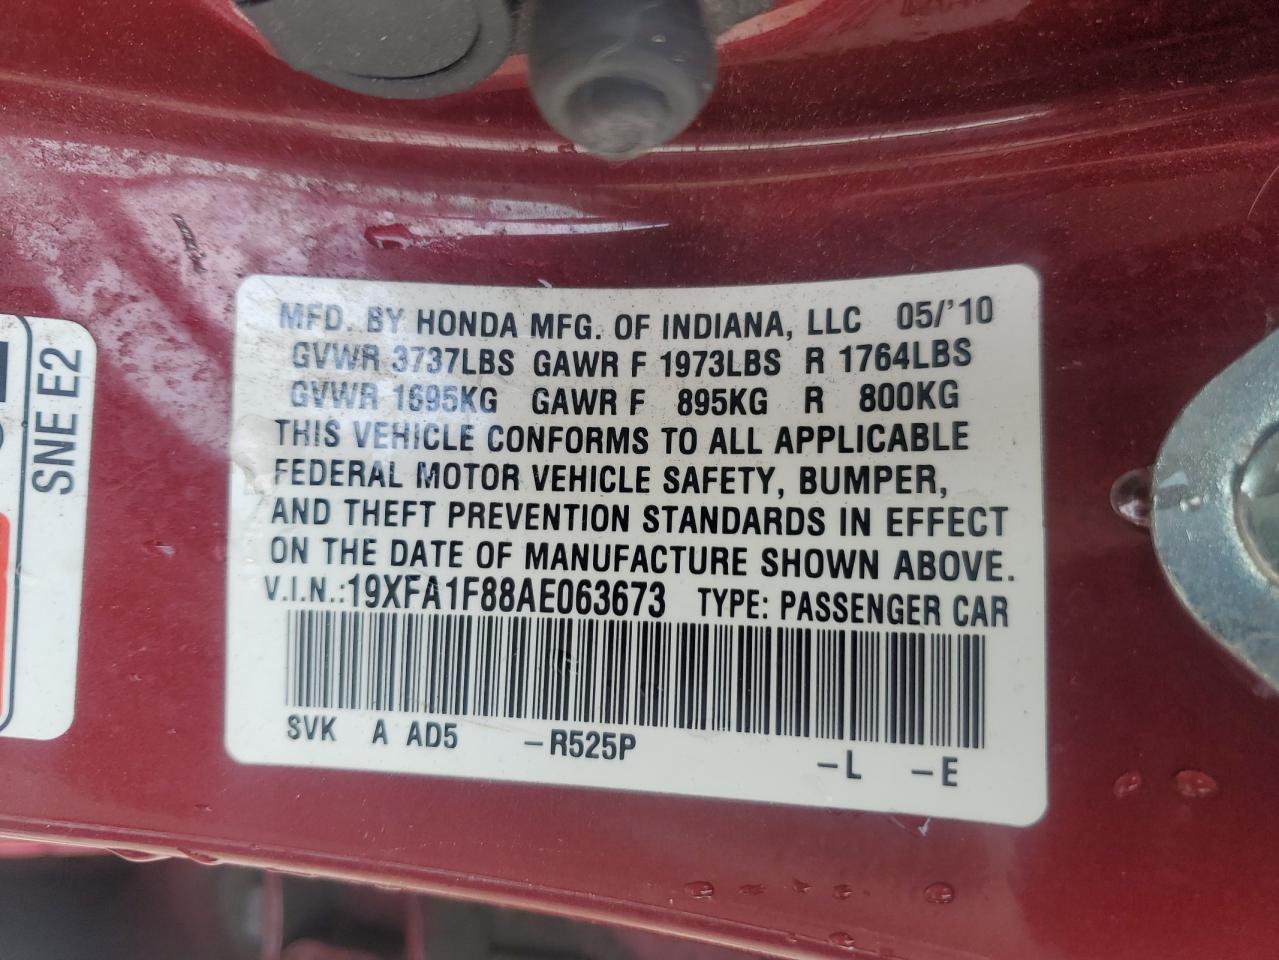 MFD. BY HONDA MFG. OF INDIANA, LLC 05/'10
GVWR 3737LBS GAWR F 1973LBS R 1764LBS
GVWR 1695KG GAWR F 895KG R 800KG
THIS VEHICLE CONFORMS TO ALL APPLICABLE
FEDERAL MOTOR VEHICLE SAFETY, BUMPER,
AND THEFT PREVENTION STANDARDS IN EFFECT
ON THE DATE OF MANUFACTURE SHOWN ABOVE.
V.I.N.:19XFA1F88AE063673 TYPE: PASSENGER CAR
SVK A AD5 –R525P –L –E
SNE E2